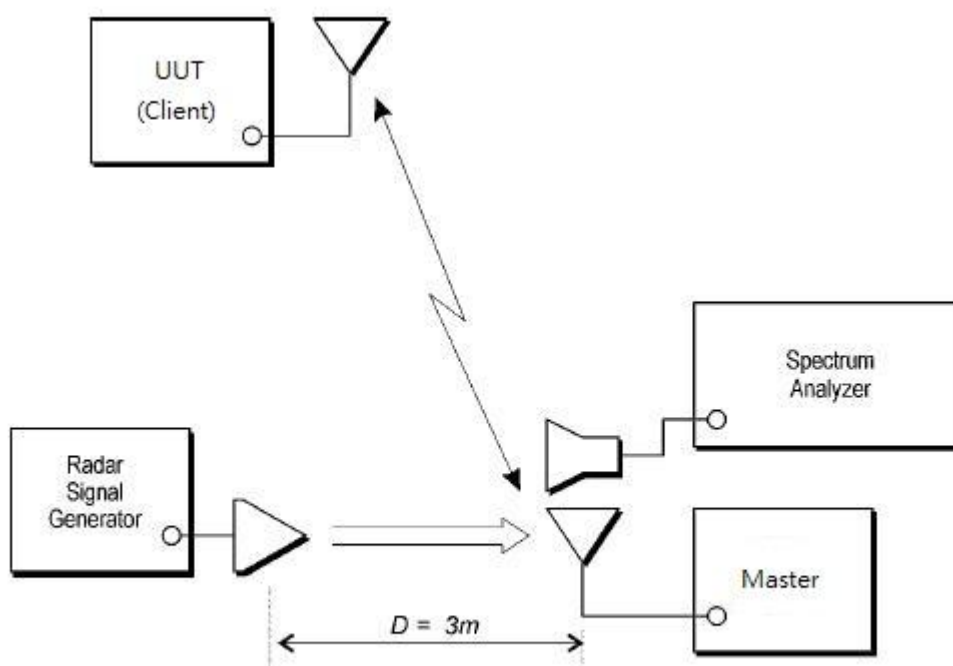 UUT
(Client)
Spectrum
Analyzer
Radar
Signal
Generator
Master
D = 3m